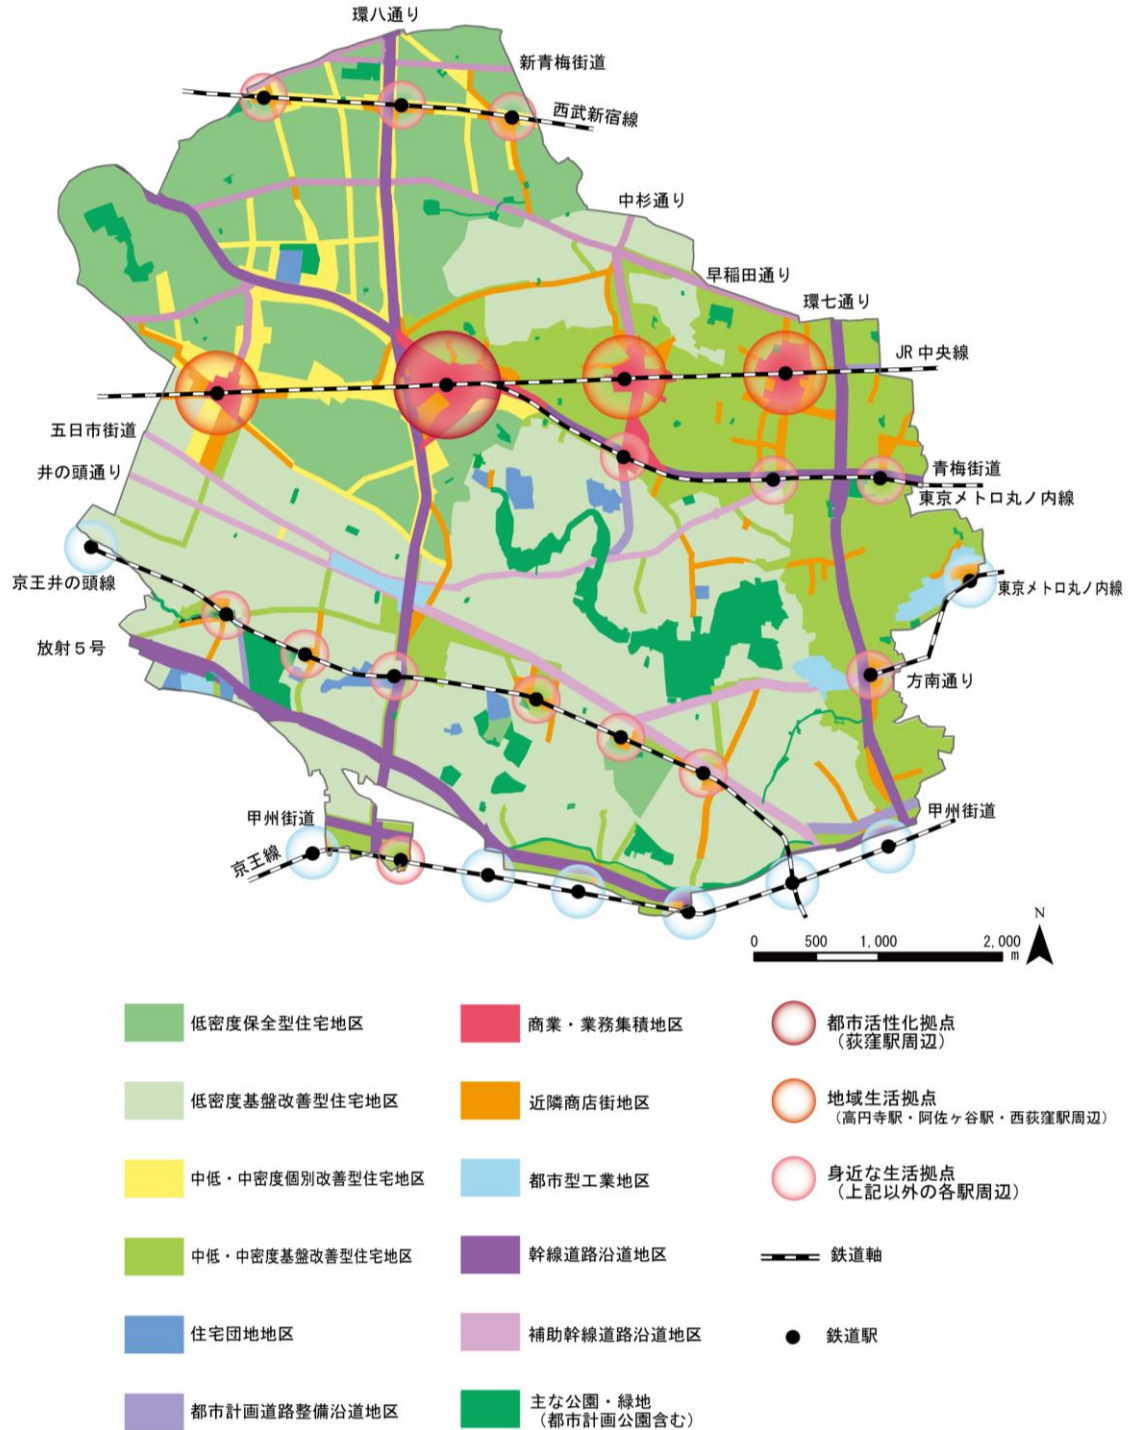 環八通り
新青梅街道
西武新宿線
中杉通り
早稲田通り
環七通り
JR 中央線
五日市街道
井の頭通り
青梅街道
東京メトロ丸ノ内線
京王井の頭線
東京メトロ丸ノ内線
放射５号
方南通り
甲州街道
甲州街道
京王線
N
0 500 1,000 2,000
m
低密度保全型住宅地区
低密度基盤改善型住宅地区
中低・中密度個別改善型住宅地区
中低・中密度基盤改善型住宅地区
住宅団地地区
都市計画道路整備沿道地区
商業・業務集積地区
近隣商店街地区
都市型工業地区
幹線道路沿道地区
補助幹線道路沿道地区
主な公園・緑地
（都市計画公園含む）
都市活性化拠点
（荻窪駅周辺）
地域生活拠点
（高円寺駅・阿佐ヶ谷駅・西荻窪駅周辺）
身近な生活拠点
（上記以外の各駅周辺）
鉄道軸
鉄道駅